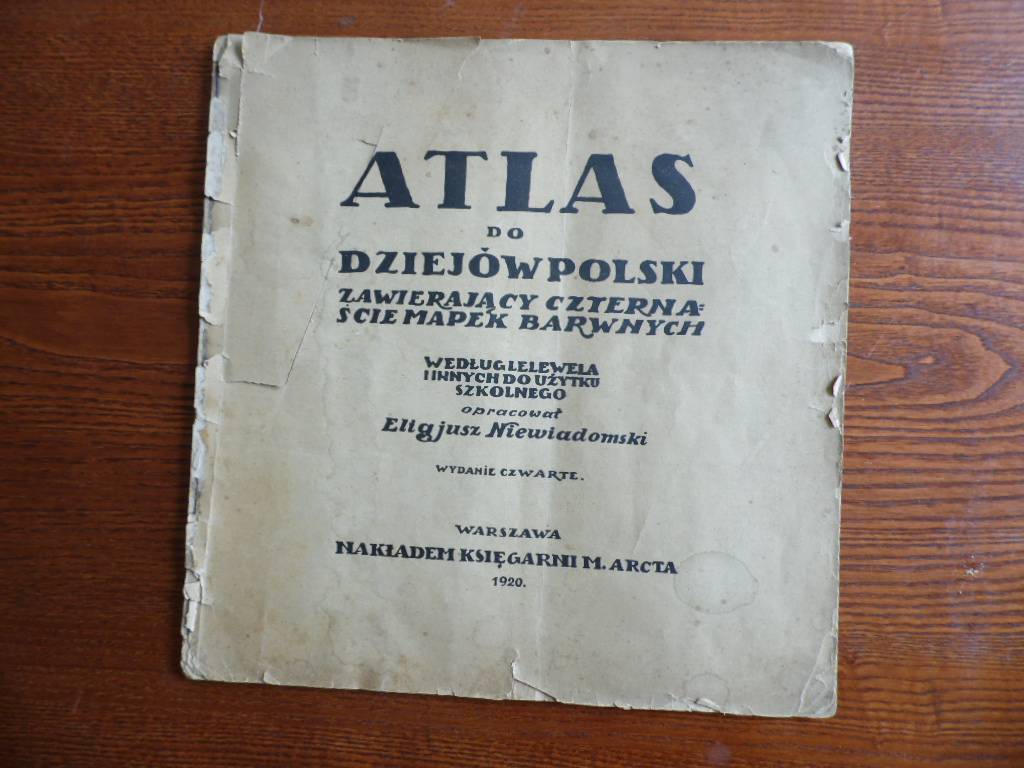 ATLAS
DO
DZIEJÓW POLSKI
ZAWIERAJĄCY CZTERNA=
ŚCIE MAPEK BARWNYCH
WEDŁUG LELEWELA
I INNYCH DO UŻYTKU
SZKOLNEGO
opracował
Eligjusz Niewiadomski
WYDANIE CZWARTE.
WARSZAWA
NAKŁADEM KSIĘGARNI M. ARCTA
1920.